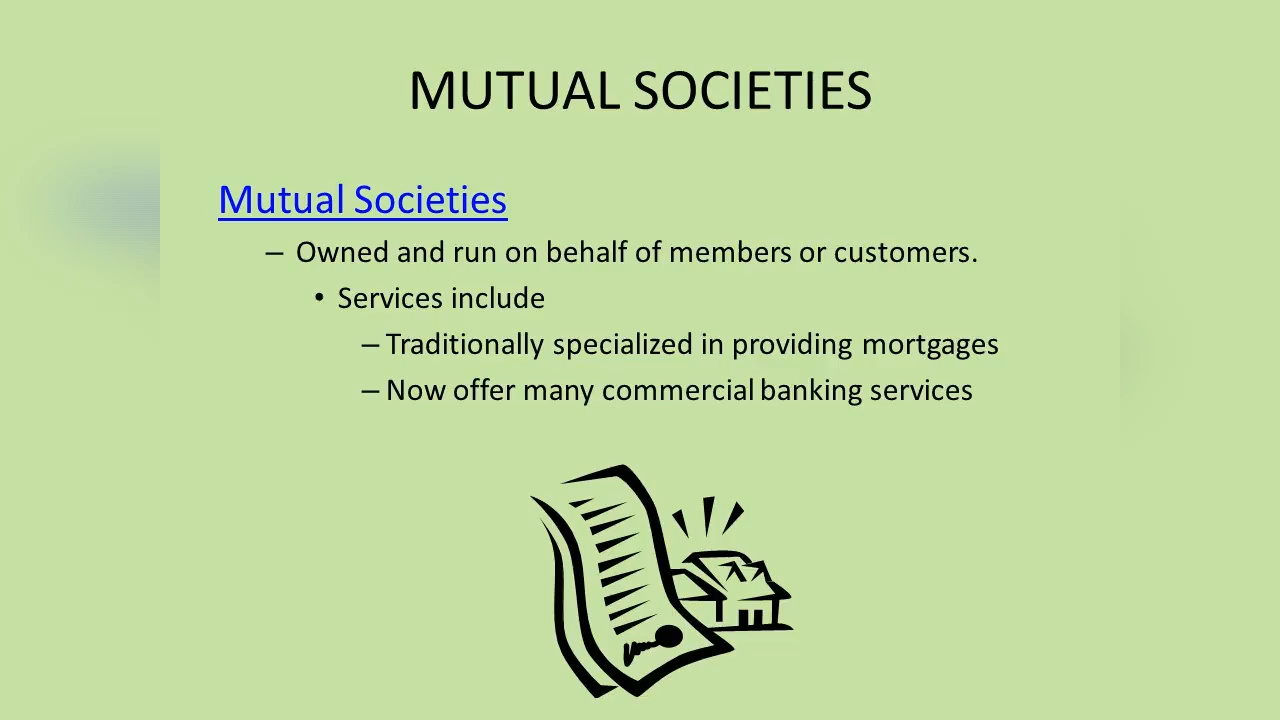 MUTUAL SOCIETIES
Mutual Societies
– Owned and run on behalf of members or customers.
• Services include
– Traditionally specialized in providing mortgages
– Now offer many commercial banking services